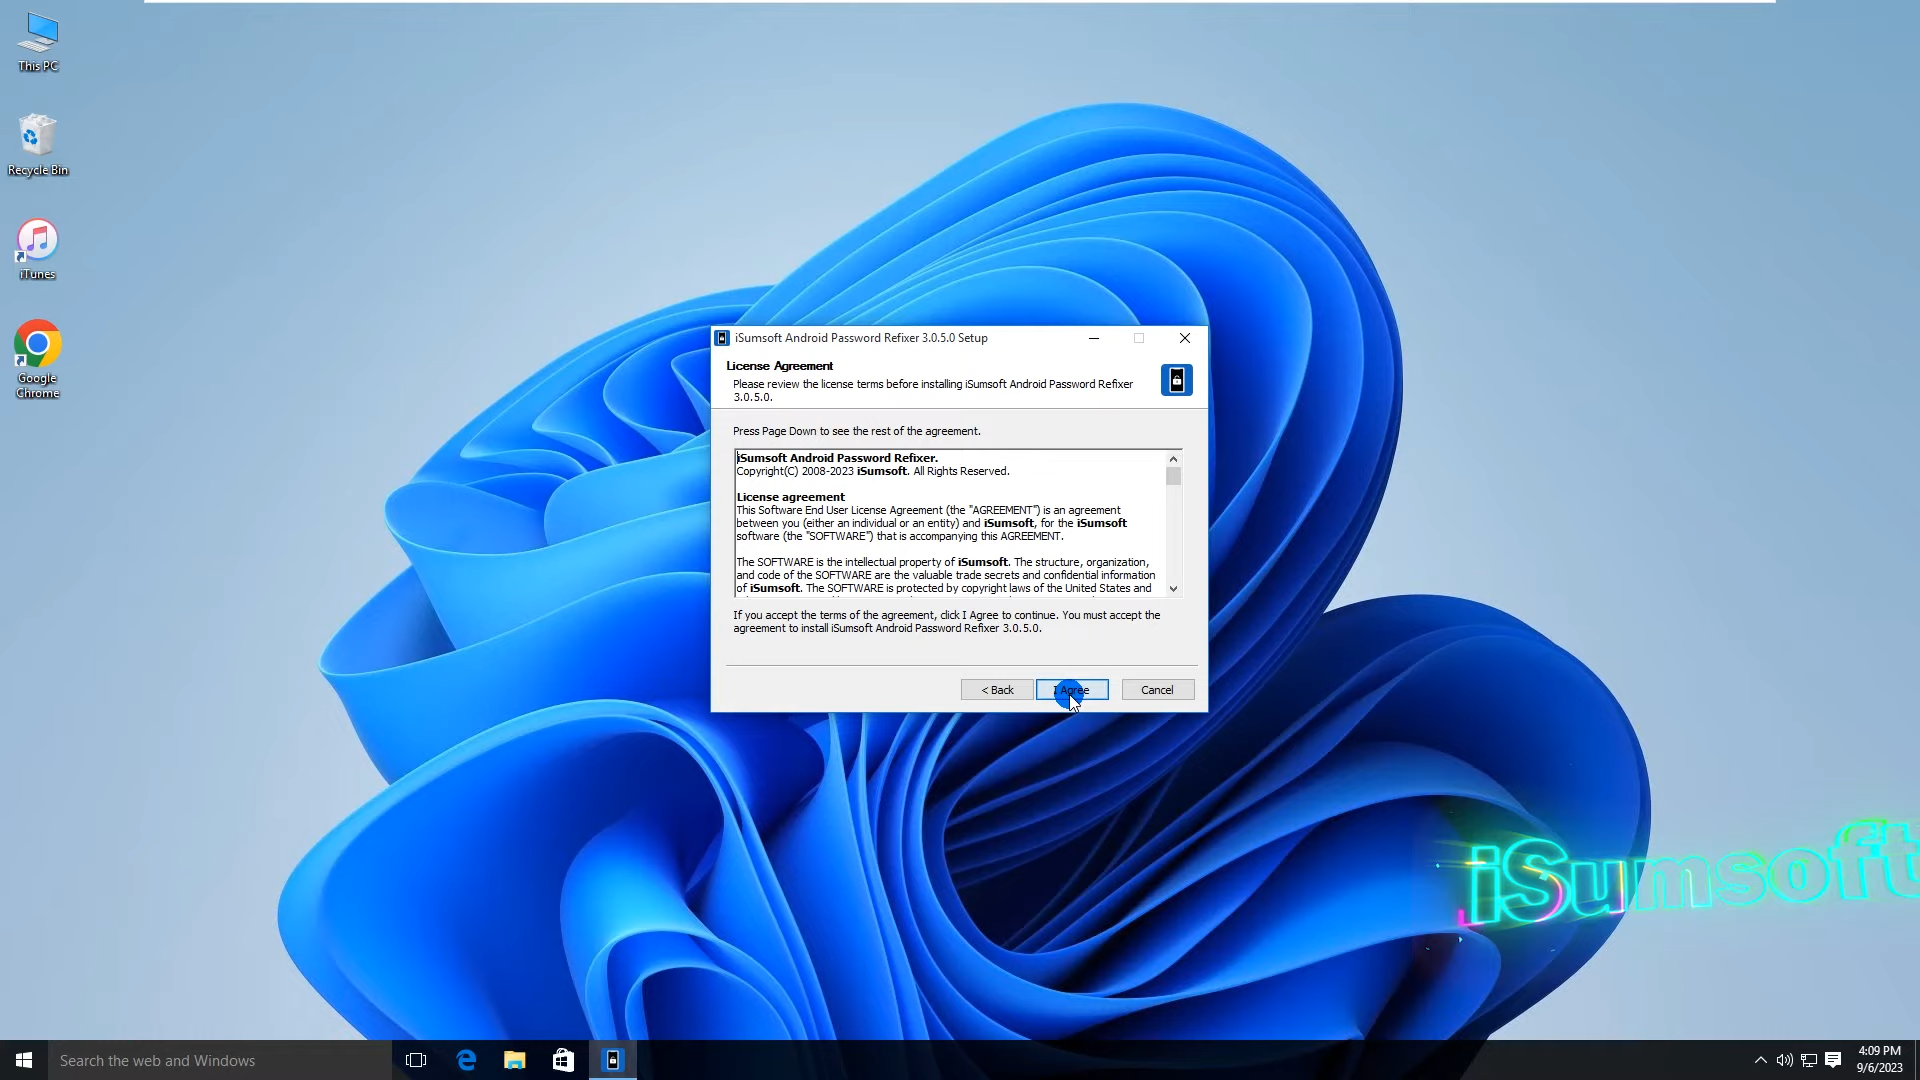 This PC
Recycle Bin
iTunes
Google
Chrome
iSumsoft Android Password Refixer 3.0.5.0 Setup
License Agreement
Please review the license terms before installing iSumsoft Android Password Refixer
3.0.5.0.
Press Page Down to see the rest of the agreement.
iSumsoft Android Password Refixer.
Copyright(C) 2008-2023 iSumsoft. All Rights Reserved.
License agreement
This Software End User License Agreement (the "AGREEMENT") is an agreement
between you (either an individual or an entity) and iSumsoft, for the iSumsoft
software (the "SOFTWARE") that is accompanying this AGREEMENT.
The SOFTWARE is the intellectual property of iSumsoft. The structure, organization,
and code of the SOFTWARE are the valuable trade secrets and confidential information
of iSumsoft. The SOFTWARE is protected by copyright laws of the United States and
If you accept the terms of the agreement, click I Agree to continue. You must accept the
agreement to install iSumsoft Android Password Refixer 3.0.5.0.
< Back
I Agree
Cancel
iSumsoft
Search the web and Windows
4:09 PM
9/6/2023